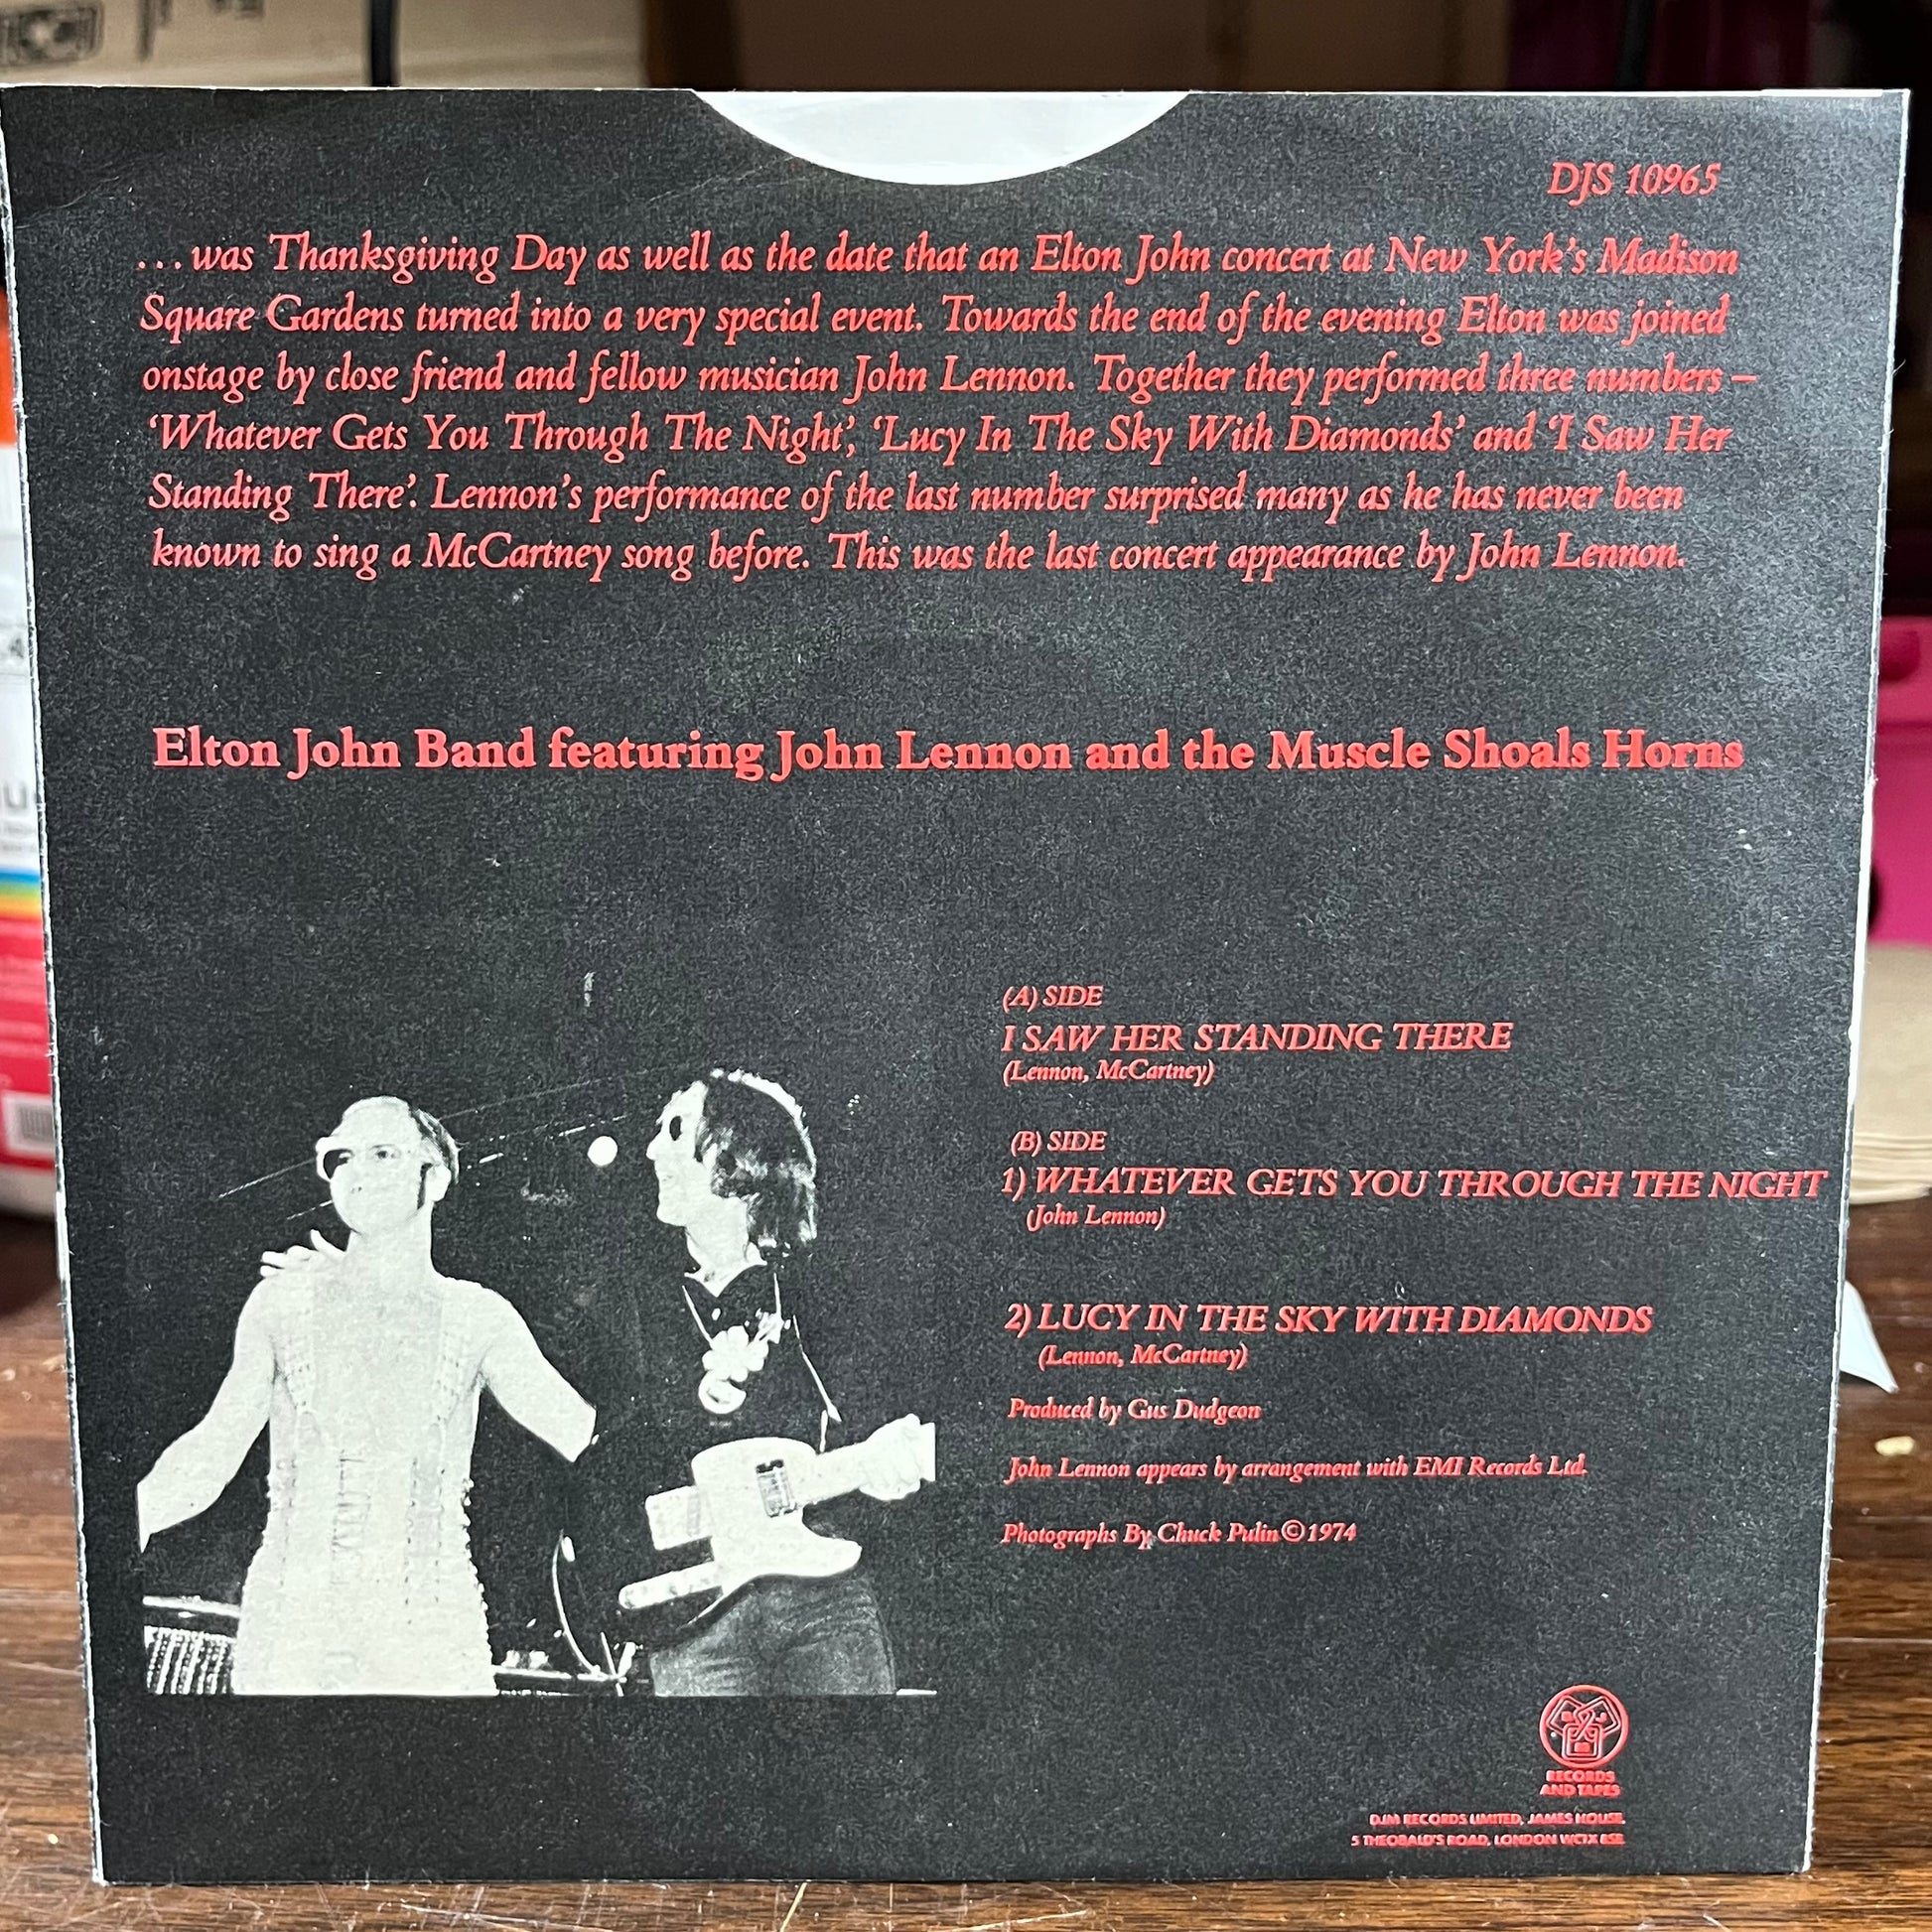 DJS 10965
...was Thanksgiving Day as well as the date that an Elton John concert at New York's Madison
Square Gardens turned into a very special event. Towards the end of the evening Elton was joined
onstage by close friend and fellow musician John Lennon. Together they performed three numbers –
‘Whatever Gets You Through The Night’, ‘Lucy In The Sky With Diamonds’ and ‘I Saw Her
Standing There’. Lennon's performance of the last number surprised many as he has never been
known to sing a McCartney song before. This was the last concert appearance by John Lennon.
Elton John Band featuring John Lennon and the Muscle Shoals Horns
(A) SIDE
I SAW HER STANDING THERE
(Lennon, McCartney)
(B) SIDE
1) WHATEVER GETS YOU THROUGH THE NIGHT
(John Lennon)
2) LUCY IN THE SKY WITH DIAMONDS
(Lennon, McCartney)
Produced by Gus Dudgeon
John Lennon appears by arrangement with EMI Records Ltd.
Photographs By Chuck Pulin © 1974
RECORDS
AND TAPES
DJM RECORDS LIMITED, JAMES HOUSE,
5 THEOBALD'S ROAD, LONDON WC1X 8SE